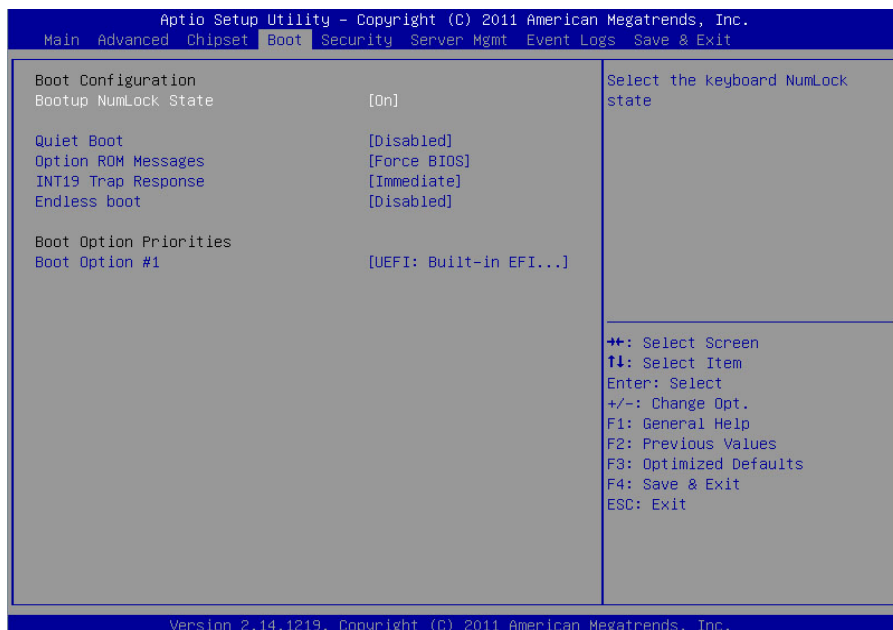 Aptio Setup Utility – Copyright (C) 2011 American Megatrends, Inc.
Main Advanced Chipset Boot Security Server Mgmt Event Logs Save & Exit
Boot Configuration
Bootup NumLock State [On]
Quiet Boot [Disabled]
Option ROM Messages [Force BIOS]
INT19 Trap Response [Immediate]
Endless boot [Disabled]
Boot Option Priorities
Boot Option #1 [UEFI: Built-in EFI...]
Select the keyboard NumLock
state
→←: Select Screen
↑↓: Select Item
Enter: Select
+/-: Change Opt.
F1: General Help
F2: Previous Values
F3: Optimized Defaults
F4: Save & Exit
ESC: Exit
Version 2.14.1219. Copyright (C) 2011 American Megatrends, Inc.